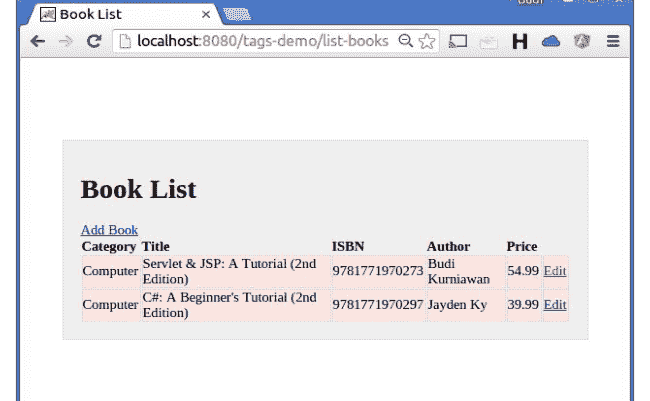 Book List
localhost:8080/tags-demo/list-books
Book List
Add Book
Category Title ISBN Author Price
Computer Servlet & JSP: A Tutorial (2nd Edition) 9781771970273 Budi Kurniawan 54.99 Edit
Computer C#: A Beginner's Tutorial (2nd Edition) 9781771970297 Jayden Ky 39.99 Edit